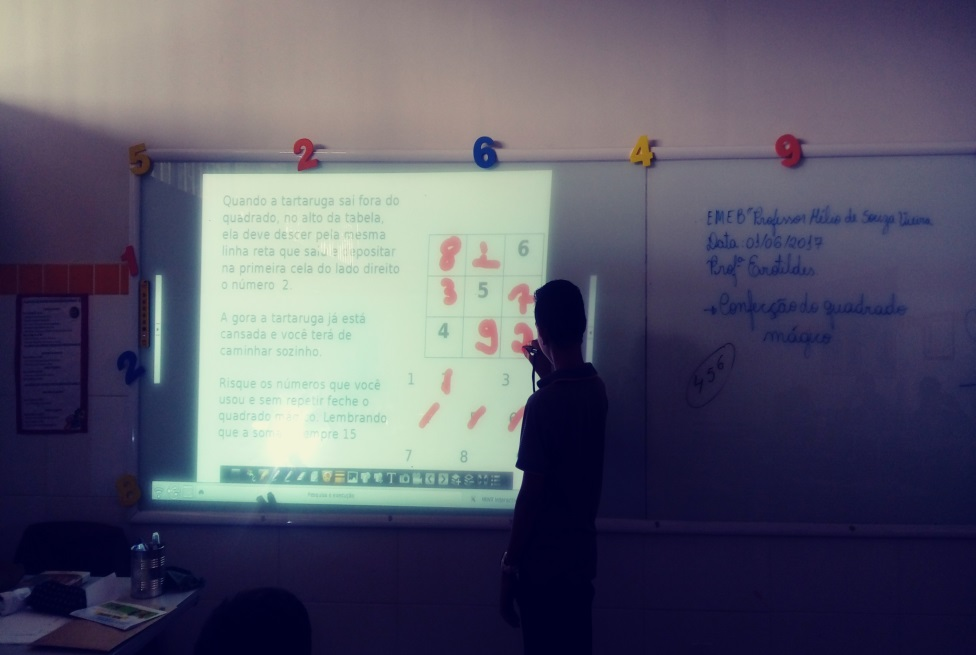 5 2 6 4 9
Quando a tartaruga sai fora do
quadrado, no alto da tabela,
ela deve descer pela mesma
linha reta que saiu e depositar
na primeira cela do lado direito
o número 2.
A gora a tartaruga já está
cansada e você terá de
caminhar sozinho.
Risque os números que você
usou e sem repetir feche o
quadrado mágico. Lembrando
que a soma sempre 15
8 1 6
3 5 7
4 9 2
1 3
7 8
1
2
8
EMEBº Professor Hélio de Souza Vieira
Data 01/06/2017
Profª Erotildes
→ Confecção do quadrado
mágico
456